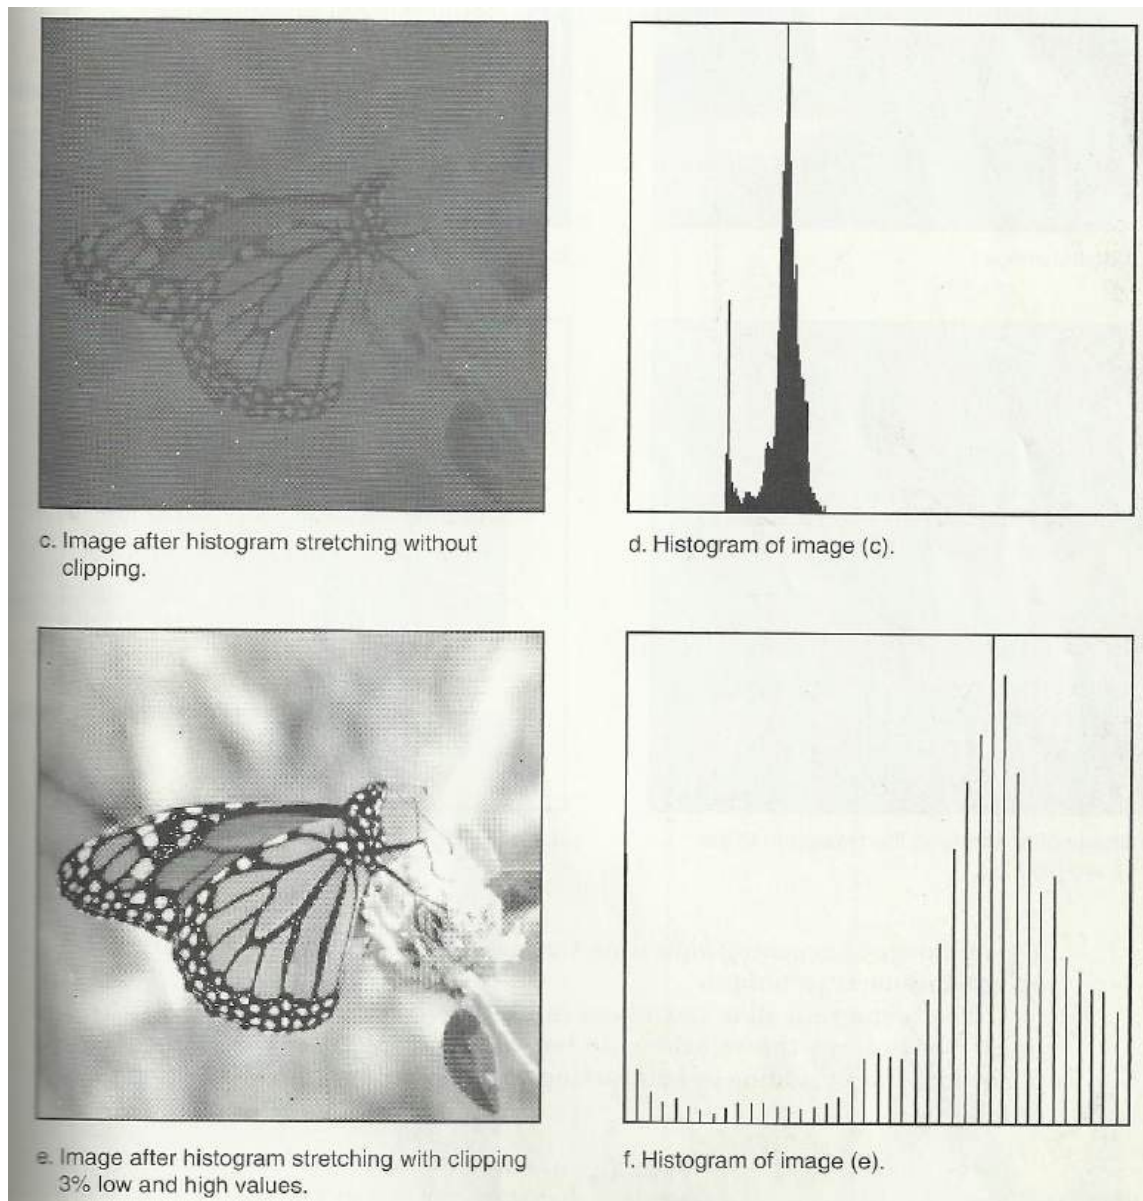 c. Image after histogram stretching without
clipping.
d. Histogram of image (c).
e. Image after histogram stretching with clipping
3% low and high values.
f. Histogram of image (e).